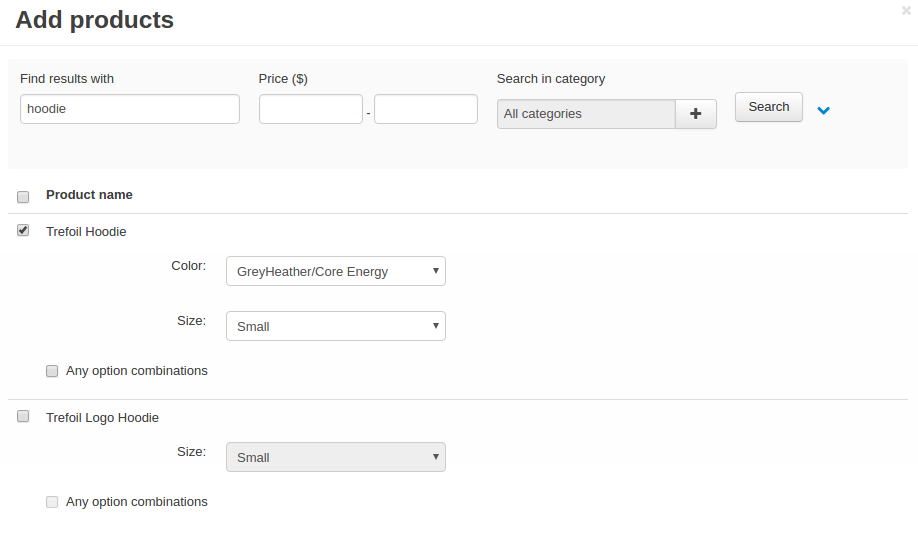 Add products
Find results with
Price ($)
Search in category
hoodie
-
All categories
Search
Product name
Trefoil Hoodie
Color:
GreyHeather/Core Energy
Size:
Small
Any option combinations
Trefoil Logo Hoodie
Size:
Small
Any option combinations